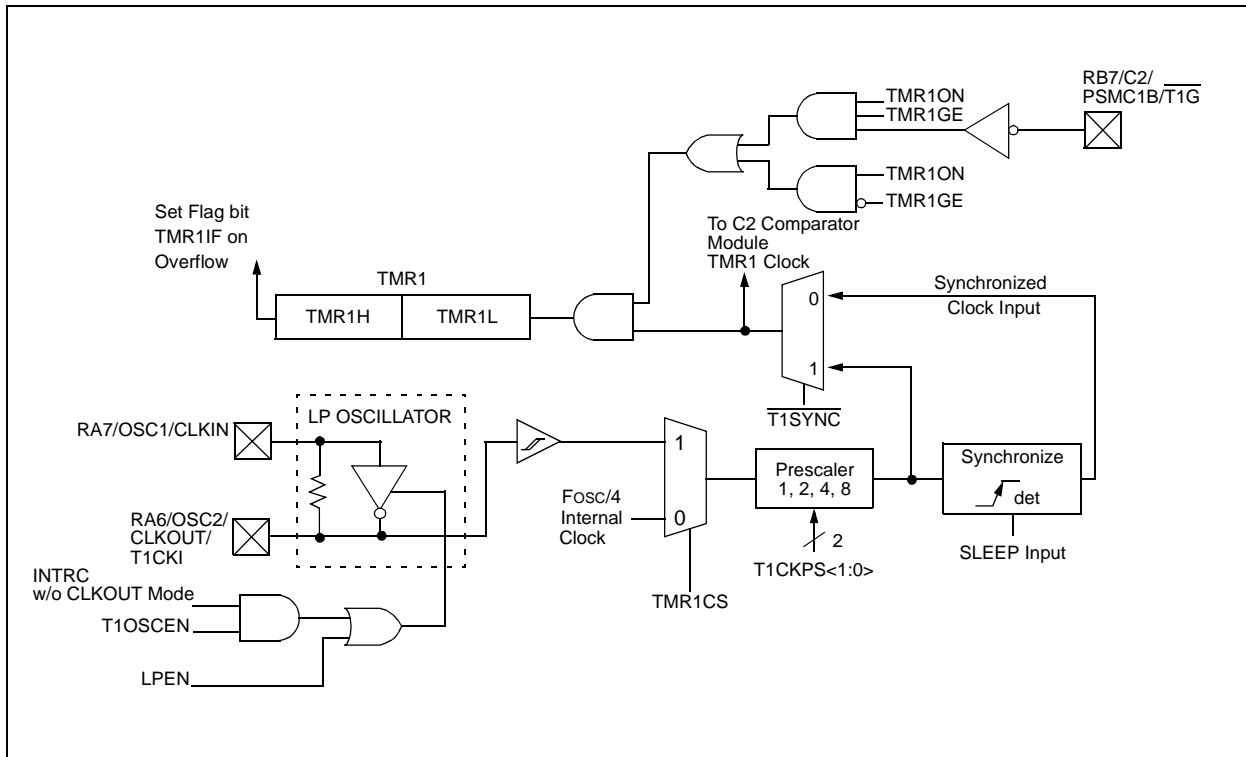 RB7/C2/
PSMC1B/T1G
TMR1ON
TMR1GE
TMR1ON
TMR1GE
Set Flag bit
TMR1IF on
Overflow
To C2 Comparator
Module
TMR1 Clock
TMR1
TMR1H
TMR1L
0
1
Synchronized
Clock Input
T1SYNC
LP OSCILLATOR
RA7/OSC1/CLKIN
RA6/OSC2/
CLKOUT/
T1CKI
1
0
FOSC/4
Internal
Clock
Prescaler
1, 2, 4, 8
2
T1CKPS<1:0>
Synchronize
det
SLEEP Input
TMR1CS
INTRC
w/o CLKOUT Mode
T1OSCEN
LPEN